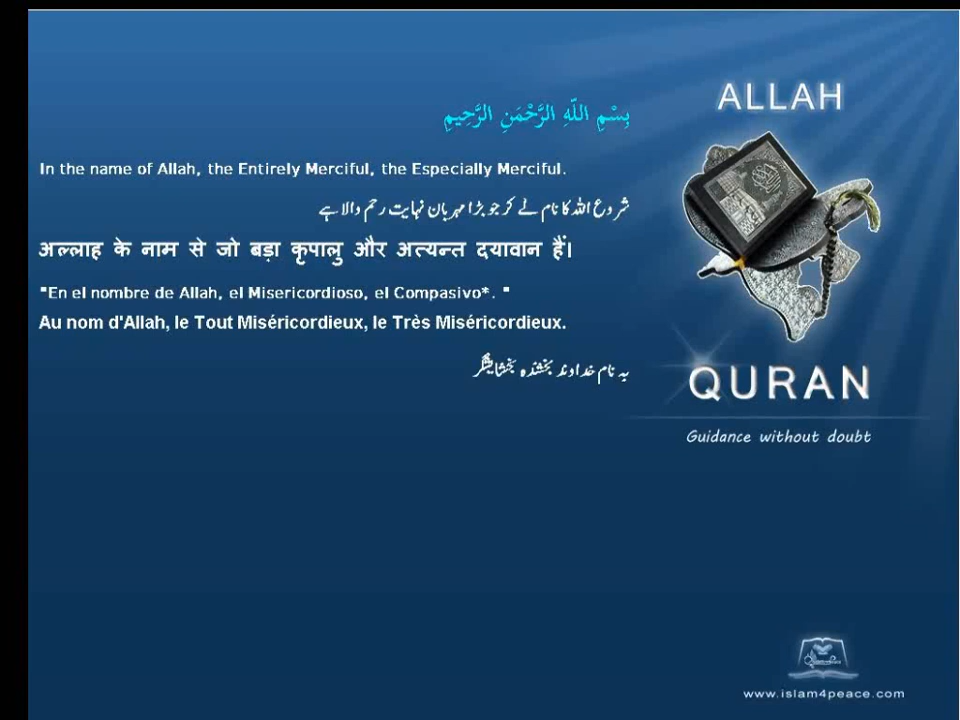 بِسْمِ اللَّهِ الرَّحْمَنِ الرَّحِيمِ
In the name of Allah, the Entirely Merciful, the Especially Merciful.
شروع اللہ کا نام لے کر جو بڑا مہربان نہایت رحم والا ہے
अल्लाह के नाम से जो बड़ा कृपालु और अत्यन्त दयावान हैं।
"En el nombre de Allah, el Misericordioso, el Compasivo*. "
Au nom d'Allah, le Tout Miséricordieux, le Très Miséricordieux.
به نام خداوند بخشنده بخشایشگر
ALLAH
QURAN
Guidance without doubt
www.islam4peace.com